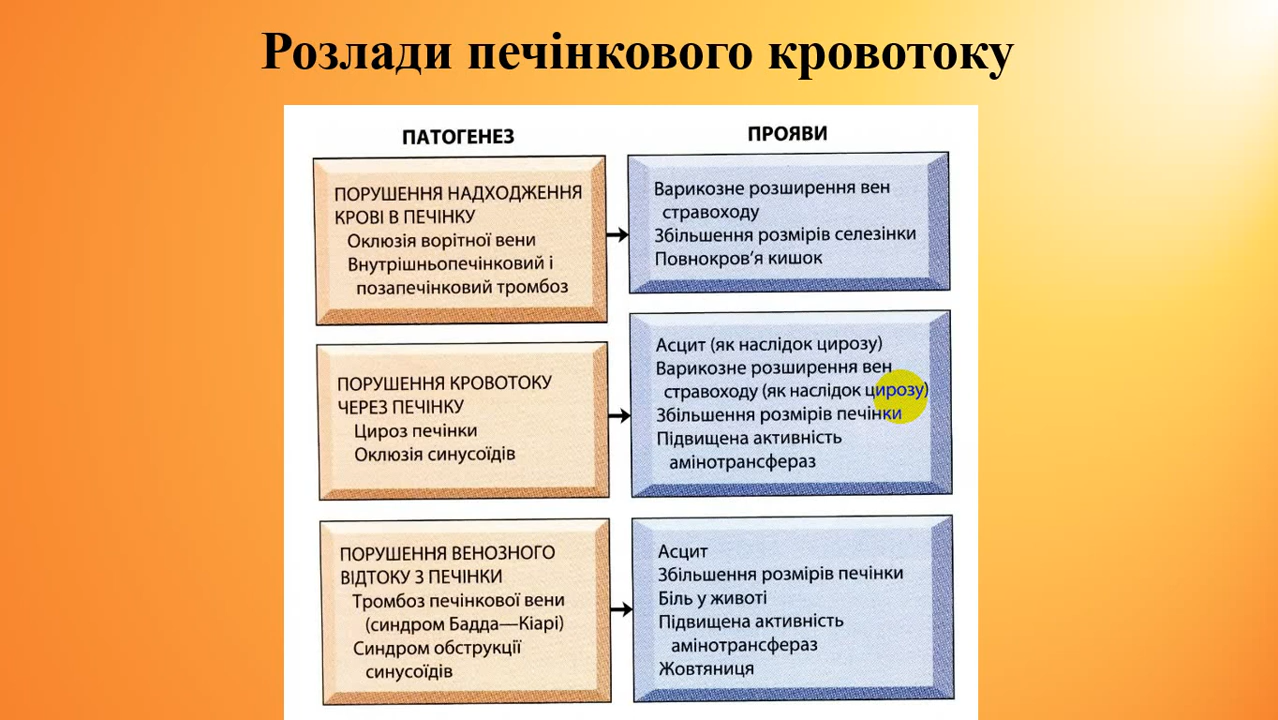 Розлади печінкового кровотоку
ПАТОГЕНЕЗ
ПРОЯВИ
ПОРУШЕННЯ НАДХОДЖЕННЯ
КРОВІ В ПЕЧІНКУ
Оклюзія ворітної вени
Внутрішньопечінковий і
позапечінковий тромбоз
Варикозне розширення вен
стравоходу
Збільшення розмірів селезінки
Повнокров’я кишок
ПОРУШЕННЯ КРОВОТОКУ
ЧЕРЕЗ ПЕЧІНКУ
Цироз печінки
Оклюзія синусоїдів
Асцит (як наслідок цирозу)
Варикозне розширення вен
стравоходу (як наслідок цирозу)
Збільшення розмірів печінки
Підвищена активність
амінотрансфераз
ПОРУШЕННЯ ВЕНОЗНОГО
ВІДТОКУ З ПЕЧІНКИ
Тромбоз печінкової вени
(синдром Бадда—Кіарі)
Синдром обструкції
синусоїдів
Асцит
Збільшення розмірів печінки
Біль у животі
Підвищена активність
амінотрансфераз
Жовтяниця